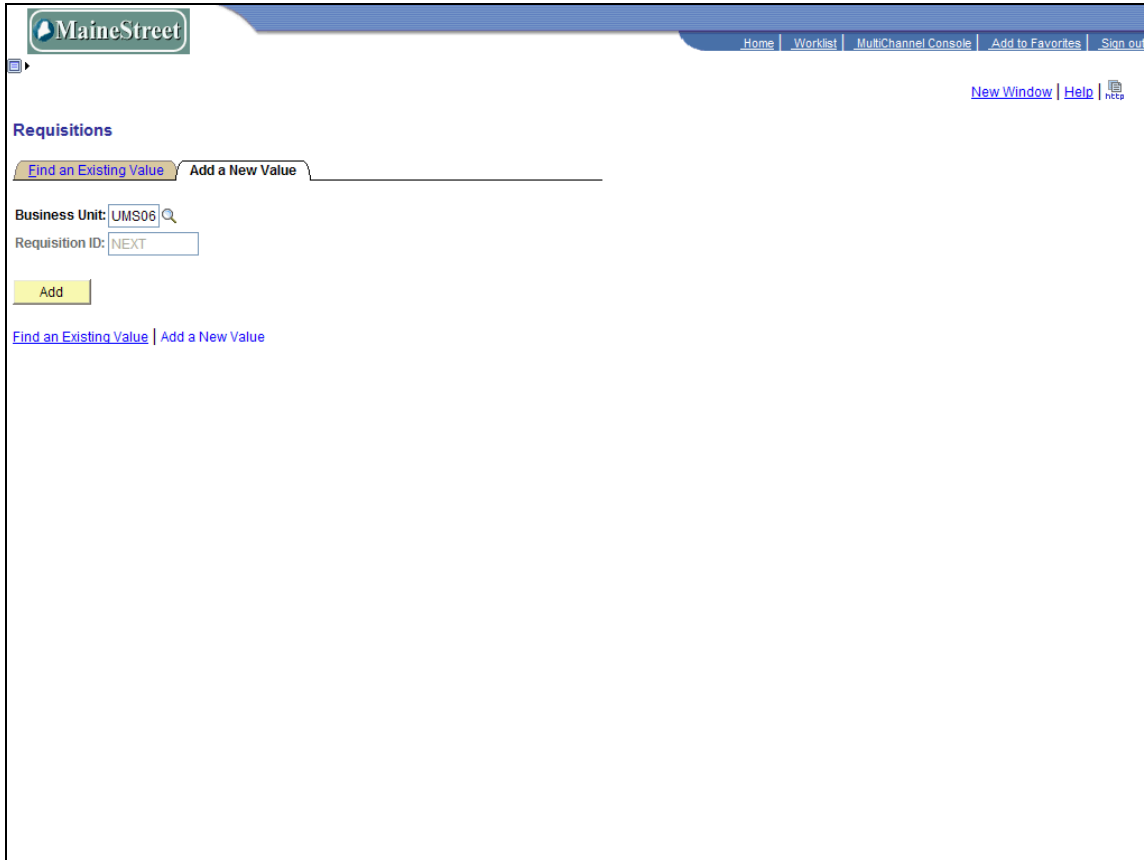 MaineStreet
Home Worklist MultiChannel Console Add to Favorites Sign out
New Window Help http
Requisitions
Find an Existing Value Add a New Value
Business Unit: UMS06
Requisition ID: NEXT
Add
Find an Existing Value Add a New Value